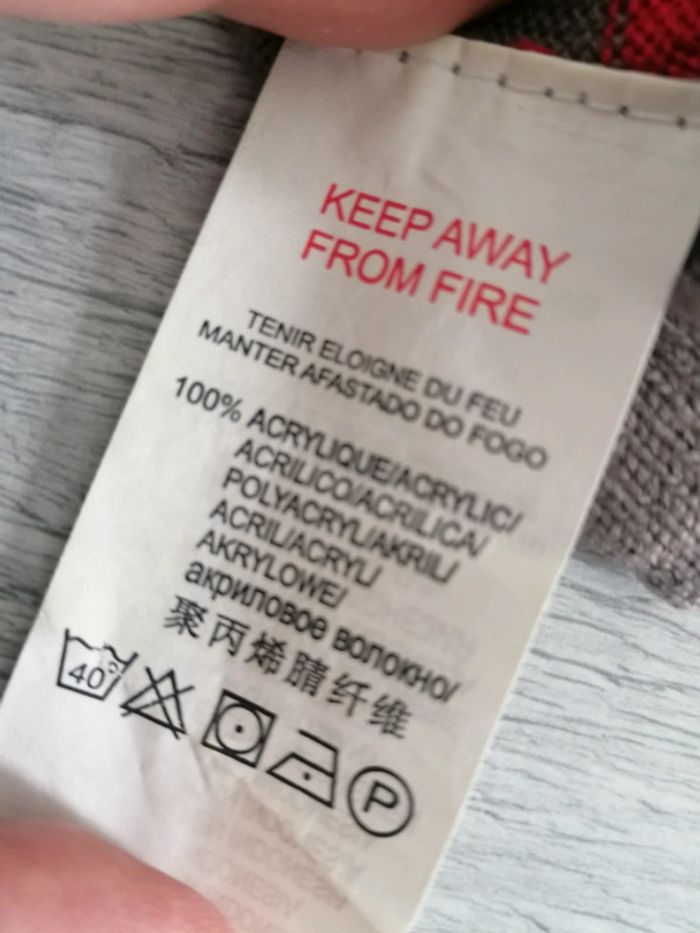 KEEP AWAY
FROM FIRE
TENIR ELOIGNE DU FEU
MANTER AFASTADO DO FOGO
100% ACRYLIQUE/ACRYLIC/
ACRILICO/ACRILICA/
POLYACRYL/AKRIL/
ACRIL/ACRYL/
AKRYLOWE/
акриловое волокно/
聚丙烯腈纤维
40
P